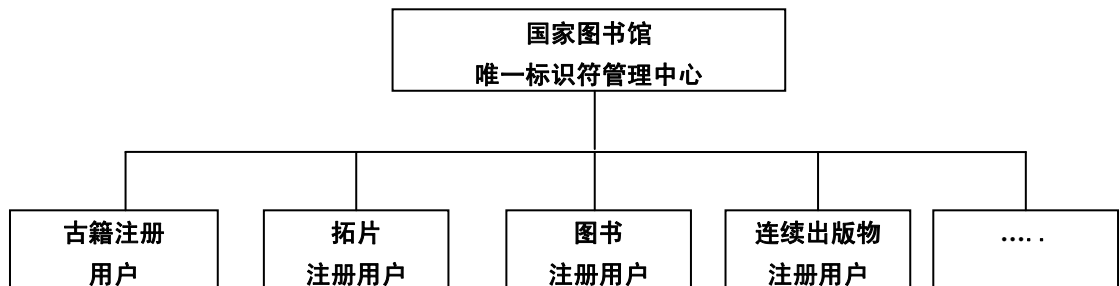 国家图书馆
唯一标识符管理中心
古籍注册
用户
拓片
注册用户
图书
注册用户
连续出版物
注册用户
.... .